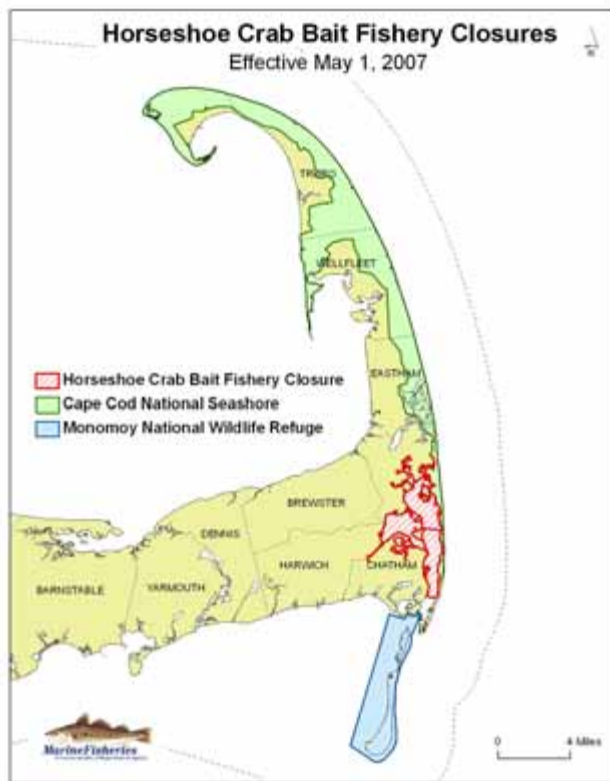 Horseshoe Crab Bait Fishery Closures
Effective May 1, 2007
N
TRURO
WELLFLEET
EASTHAM
Horseshoe Crab Bait Fishery Closure
Cape Cod National Seashore
Monomoy National Wildlife Refuge
BREWSTER
DENNIS
HARWICH
CHATHAM
YARMOUTH
BARNSTABLE
MarineFisheries
0 4 Miles